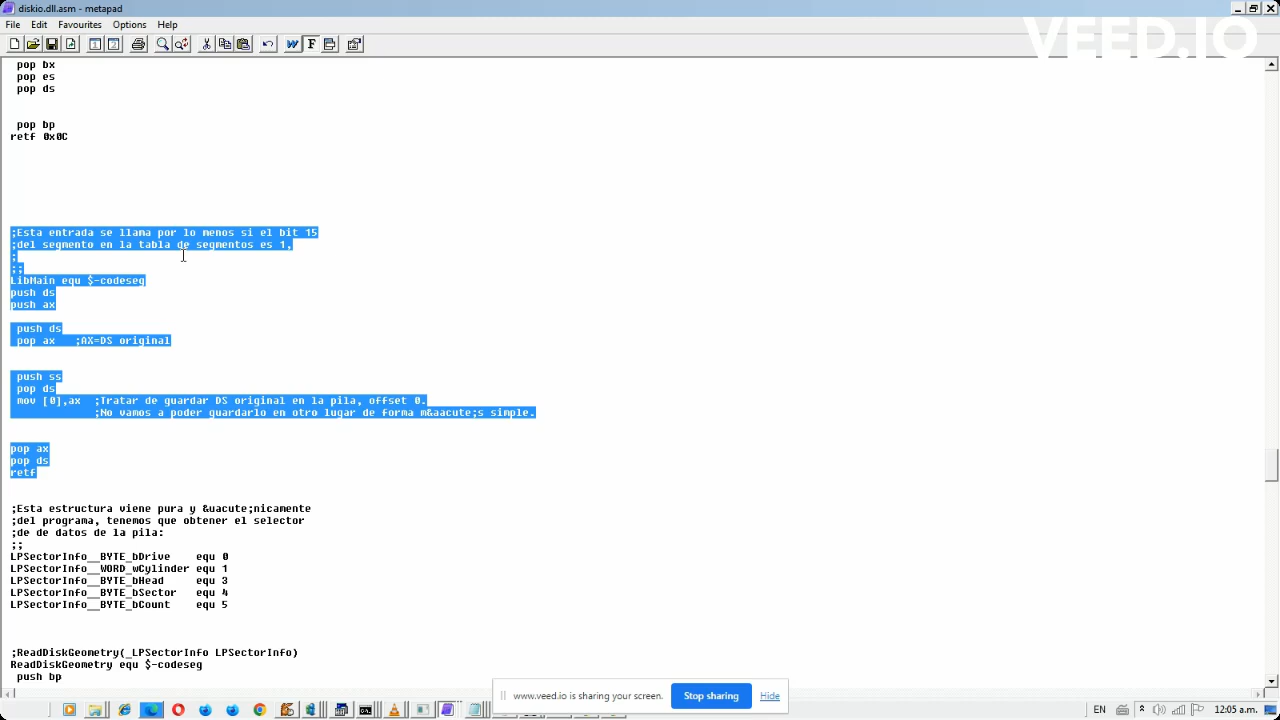 diskio.dll.asm - metapad
File Edit Favourites Options Help
VEED.IO
pop bx
pop es
pop ds
pop bp
retf 0x0C
;Esta entrada se llama por lo menos si el bit 15
;del segmento en la tabla de segmentos es 1,
;
;;
LibMain equ $-codeseg
push ds
push ax
push ds
pop ax ;AX=DS original
push ss
pop ds
mov [0],ax ;Tratar de guardar DS original en la pila, offset 0.
;No vamos a poder guardarlo en otro lugar de forma m&aacute;s simple.
pop ax
pop ds
retf
;Esta estructura viene pura y &uacute;nicamente
;del programa, tenemos que obtener el selector
;de de datos de la pila:
;;
LPSectorInfo__BYTE_bDrive equ 0
LPSectorInfo__WORD_wCylinder equ 1
LPSectorInfo__BYTE_bHead equ 3
LPSectorInfo__BYTE_bSector equ 4
LPSectorInfo__BYTE_bCount equ 5
;ReadDiskGeometry(_LPSectorInfo LPSectorInfo)
ReadDiskGeometry equ $-codeseg
push bp
www.veed.io is sharing your screen. Stop sharing Hide
EN 12:05 a.m.